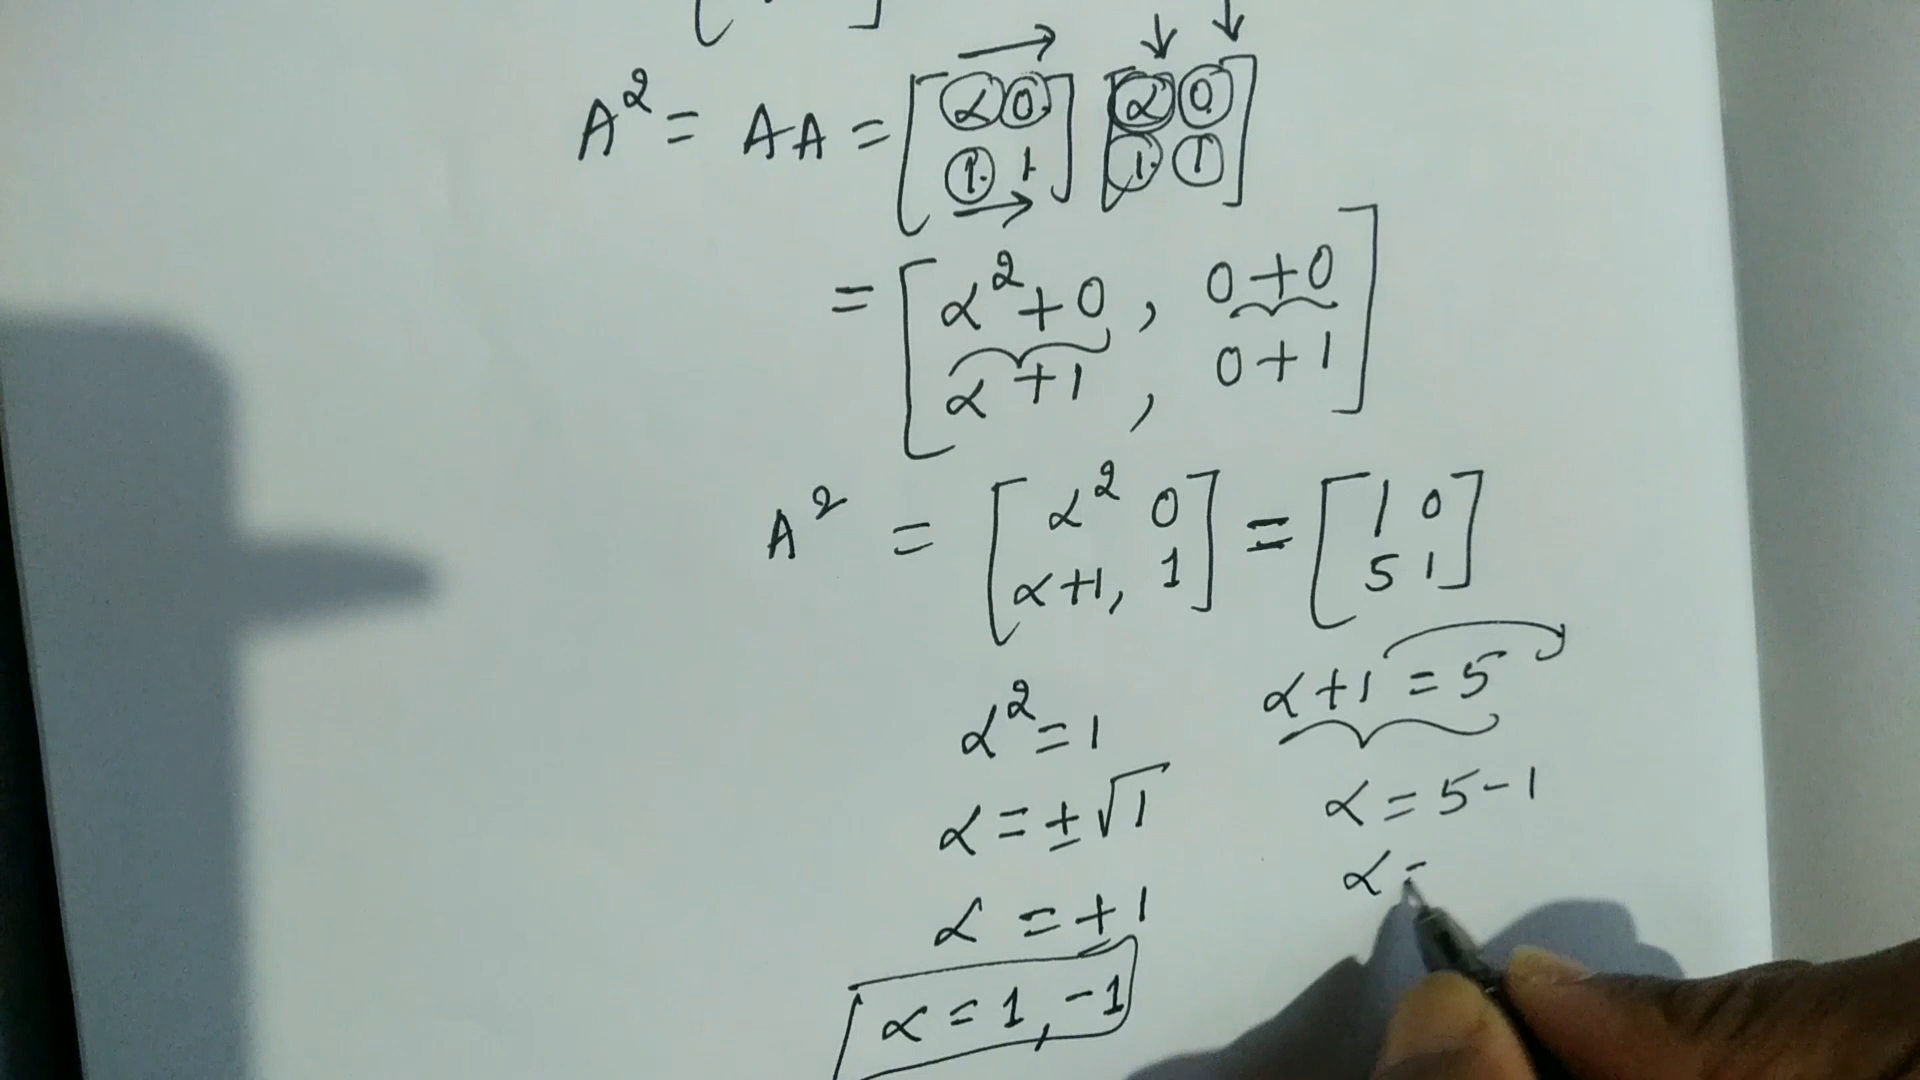 A² = AA = [α 0 1 1] [α 0 1 1]
= [α²+0, 0+0 α+1, 0+1]
A² = [α² 0 α+1, 1] = [1 0 5 1]
α² = 1
α+1 = 5
α = ±√1
α = 5-1
α = ±1
α =
α = 1, -1